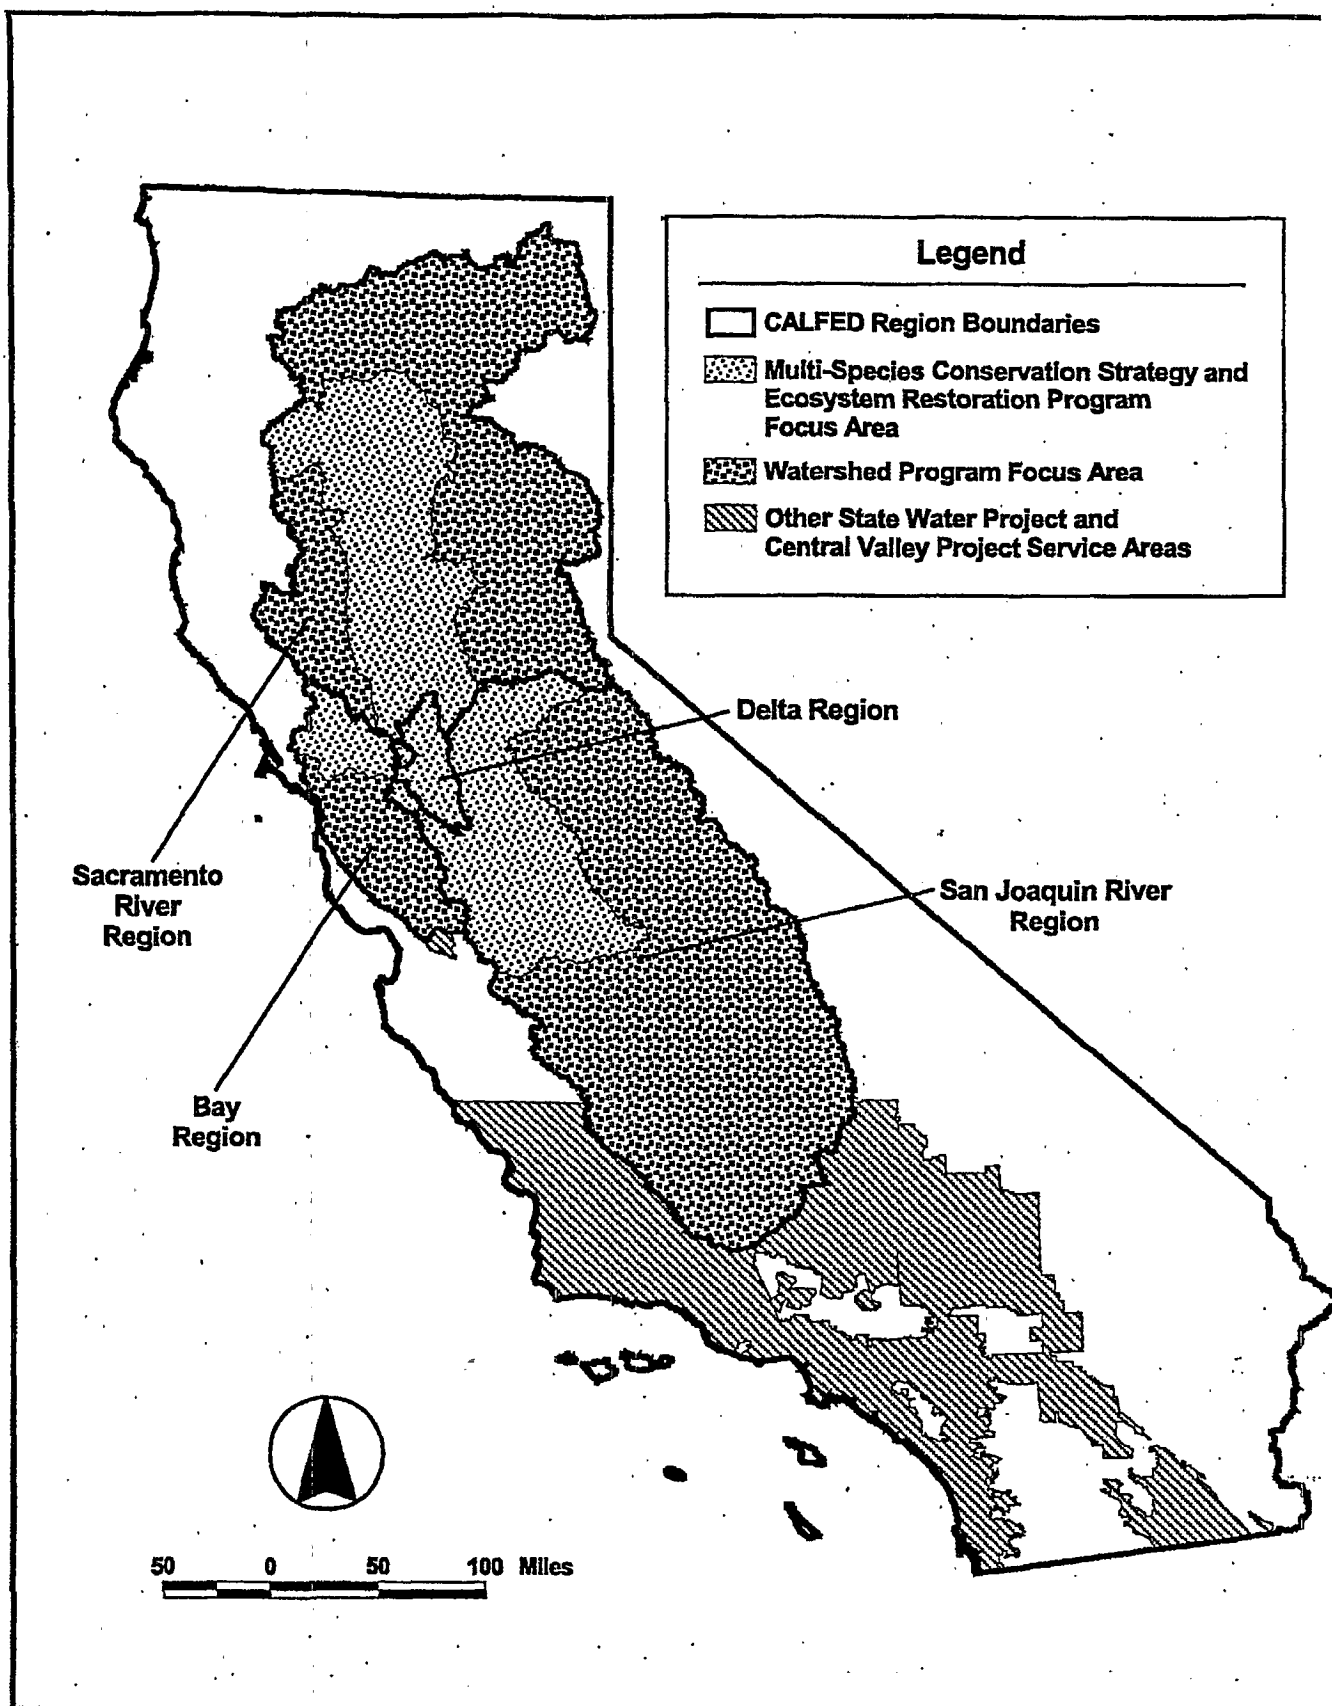 Legend
CALFED Region Boundaries
Multi-Species Conservation Strategy and
Ecosystem Restoration Program
Focus Area
Watershed Program Focus Area
Other State Water Project and
Central Valley Project Service Areas
Delta Region
Sacramento
River
Region
San Joaquin River
Region
Bay
Region
50 0 50 100 Miles